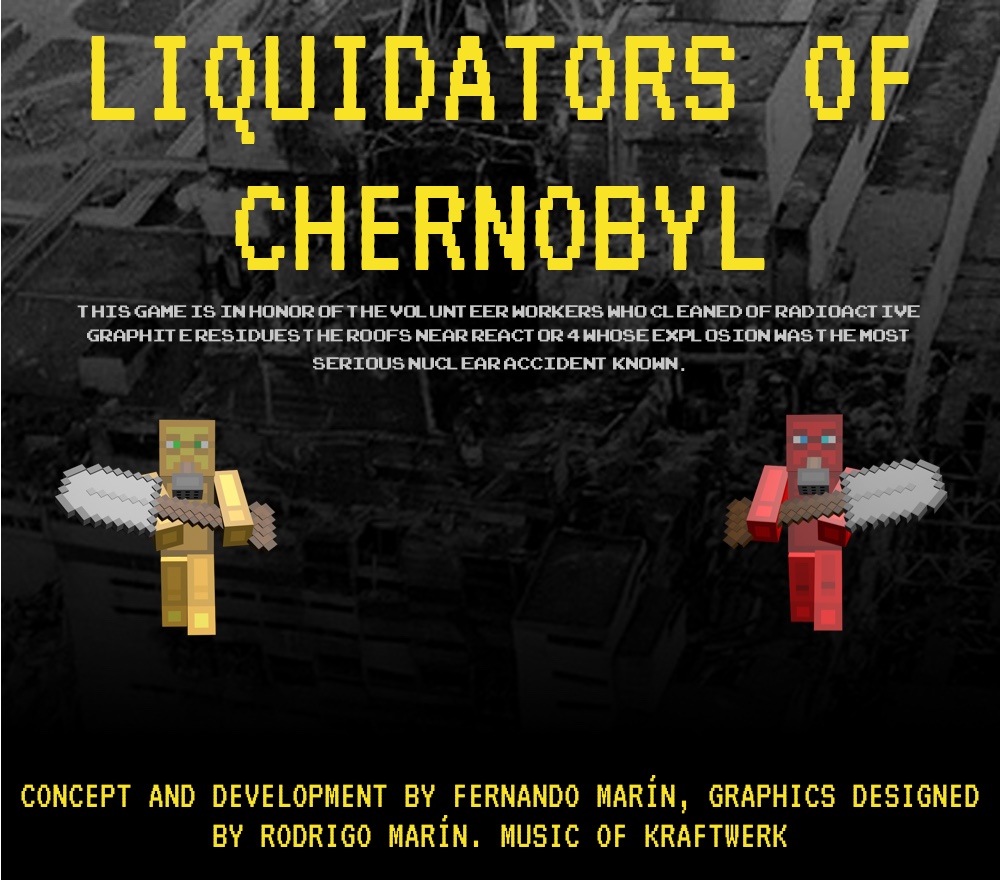 LIQUIDATORS OF
CHERNOBYL
THIS GAME IS IN HONOR OF THE VOLUNTEER WORKERS WHO CLEANED OF RADIOACTIVE
GRAPHITE RESIDUES THE ROOFS NEAR REACTOR 4 WHOSE EXPLOSION WAS THE MOST
SERIOUS NUCLEAR ACCIDENT KNOWN.
CONCEPT AND DEVELOPMENT BY FERNANDO MARÍN, GRAPHICS DESIGNED
BY RODRIGO MARÍN. MUSIC OF KRAFTWERK